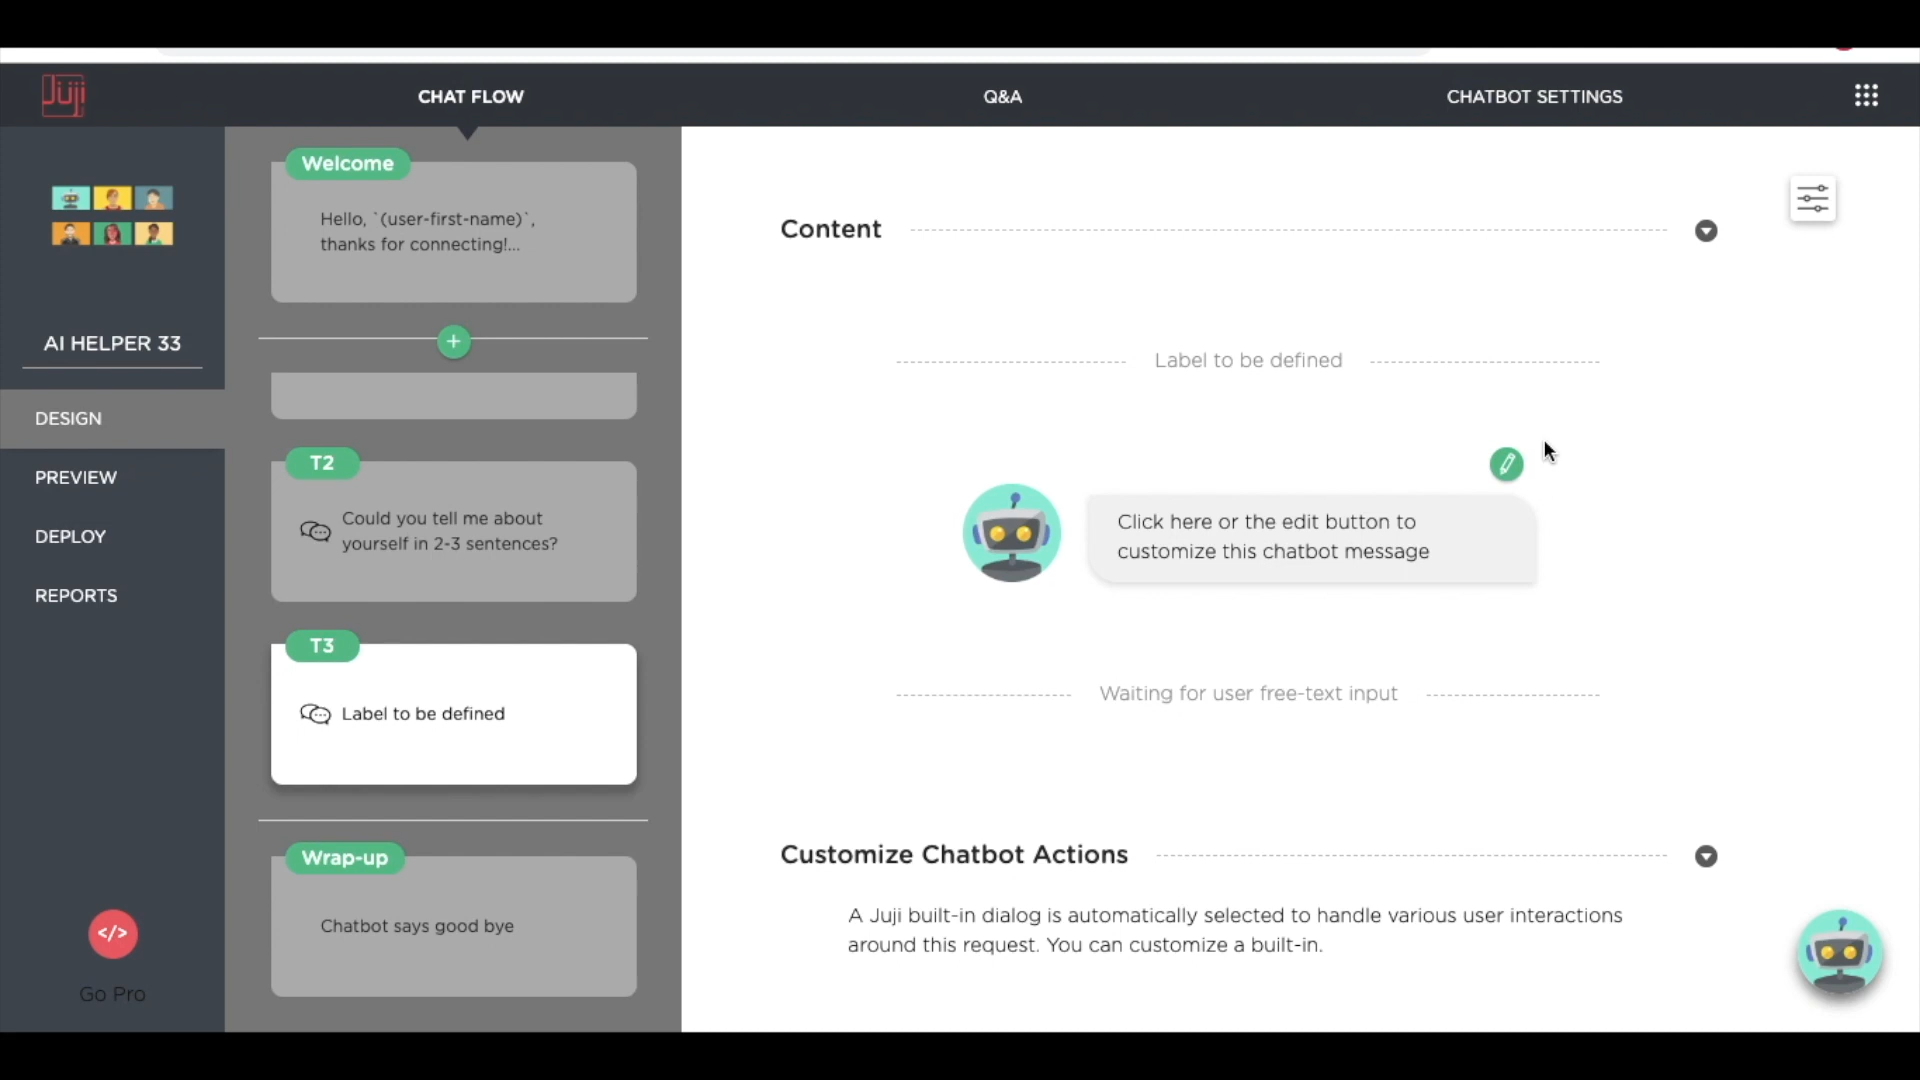 Juji
CHAT FLOW
Q&A
CHATBOT SETTINGS
AI HELPER 33
DESIGN
PREVIEW
DEPLOY
REPORTS
</>
Go Pro
Welcome
Hello, `(user-first-name)`,
thanks for connecting!...
+
T2
Could you tell me about
yourself in 2-3 sentences?
T3
Label to be defined
Wrap-up
Chatbot says good bye
Content
Label to be defined
Click here or the edit button to
customize this chatbot message
Waiting for user free-text input
Customize Chatbot Actions
A Juji built-in dialog is automatically selected to handle various user interactions
around this request. You can customize a built-in.